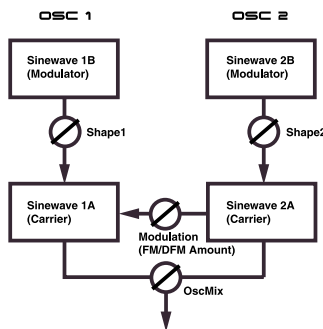 OSC 1
OSC 2
Sinewave 1B
(Modulator)
Sinewave 2B
(Modulator)
Shape1
Shape2
Sinewave 1A
(Carrier)
Sinewave 2A
(Carrier)
Modulation
(FM/DFM Amount)
OscMix